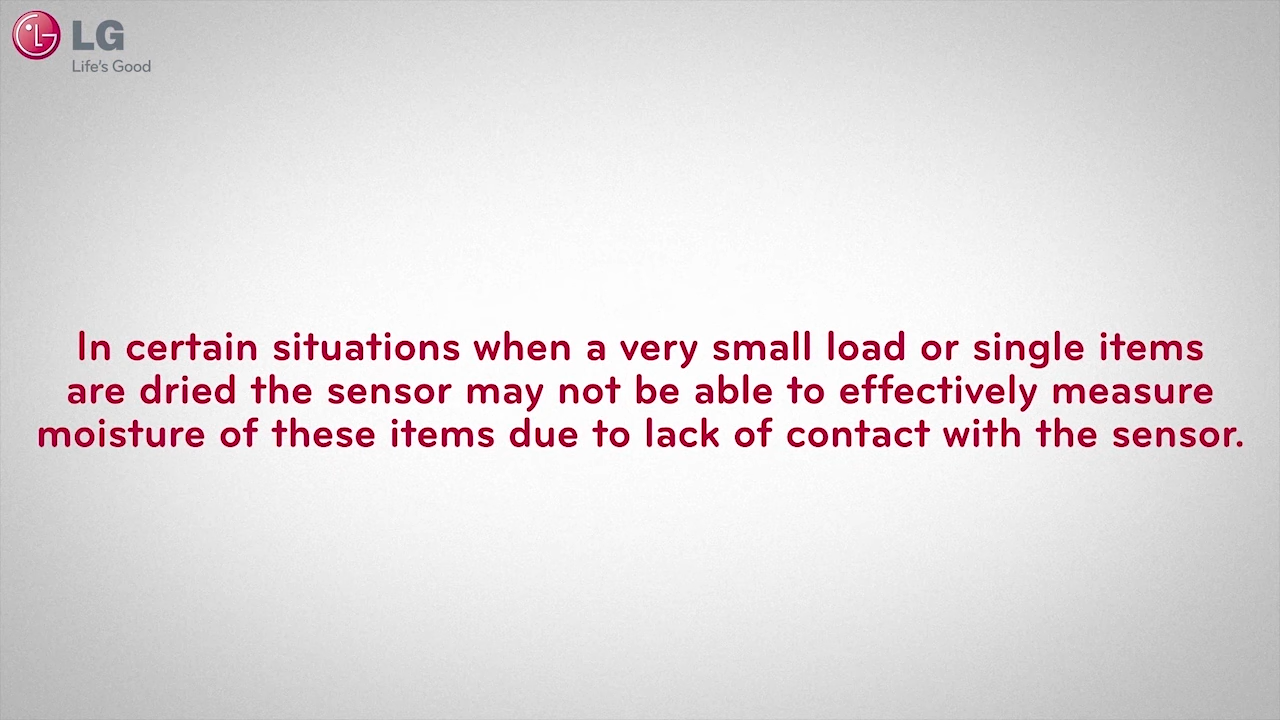 LG
Life's Good
In certain situations when a very small load or single items
are dried the sensor may not be able to effectively measure
moisture of these items due to lack of contact with the sensor.